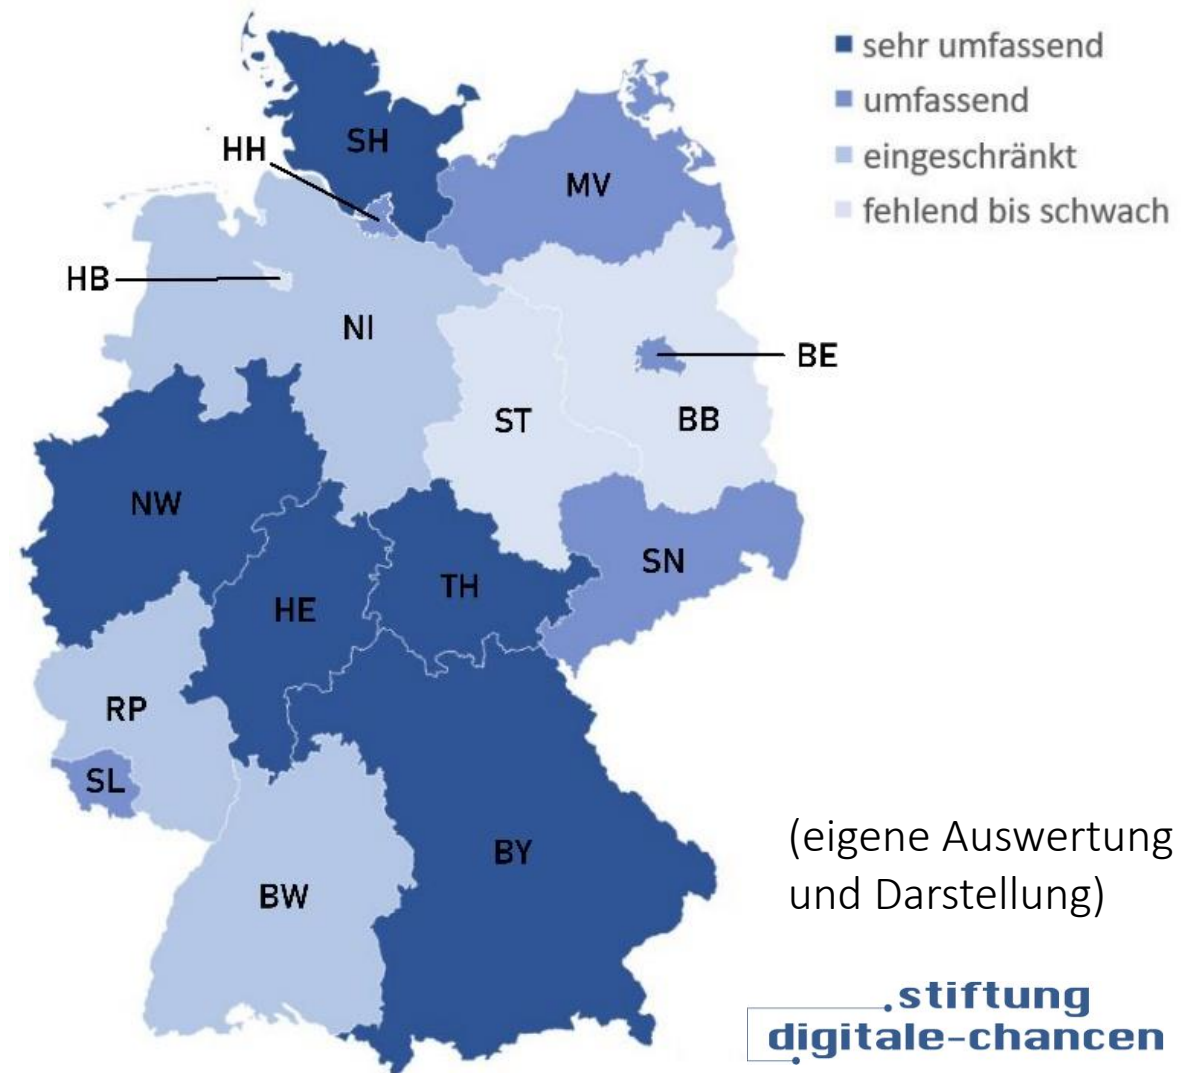 sehr umfassend
umfassend
eingeschränkt
fehlend bis schwach
SH
HH
MV
HB
NI
BE
ST
BB
NW
SN
TH
HE
RP
SL
BY
BW
(eigene Auswertung
und Darstellung)
stiftung
digitale-chancen